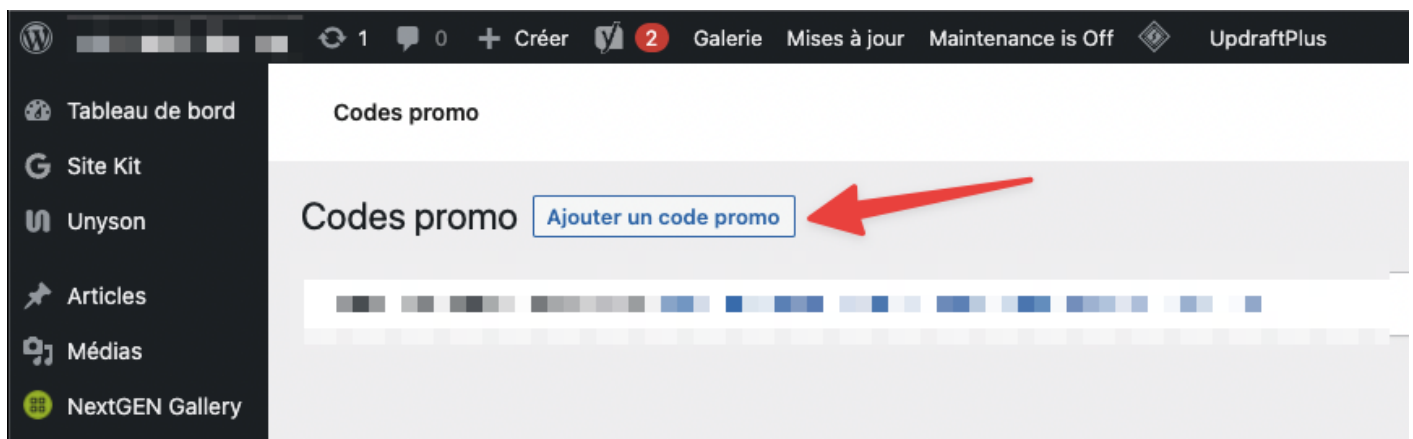 1 0 Créer 2 Galerie Mises à jour Maintenance is Off UpdraftPlus
Tableau de bord
Site Kit
Unyson
Articles
Médias
NextGEN Gallery
Codes promo
Codes promo Ajouter un code promo